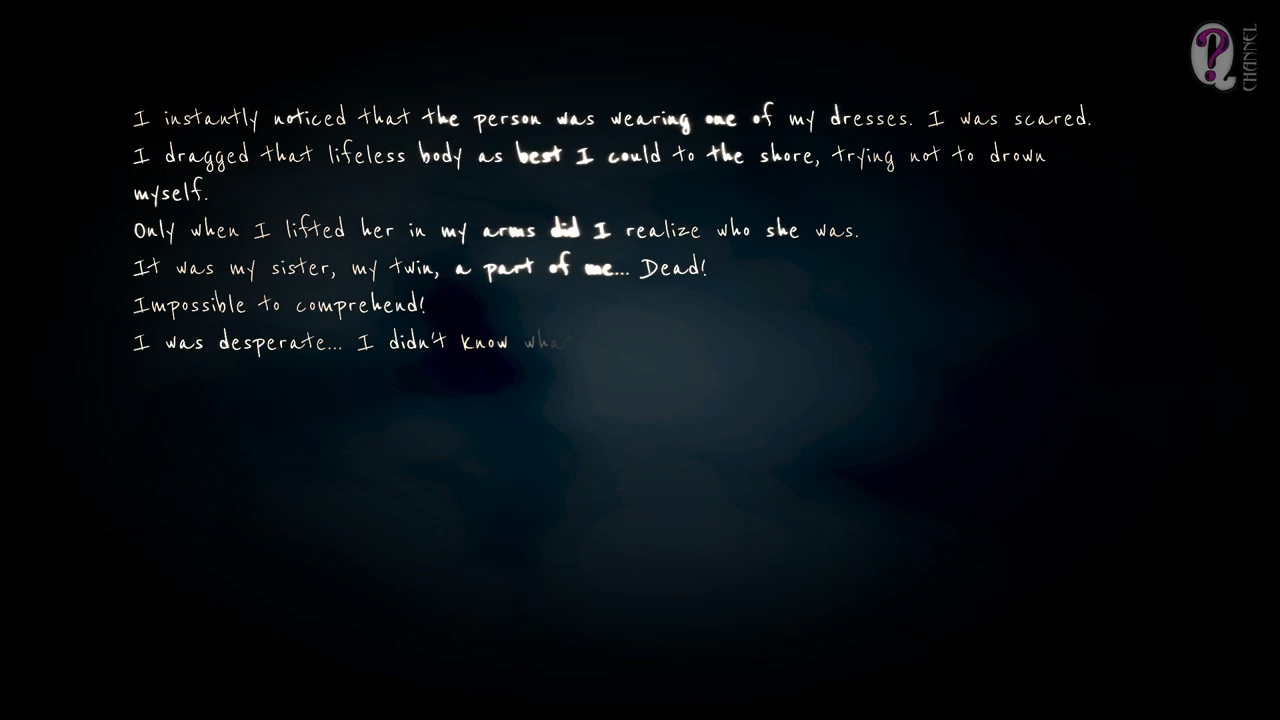 I instantly noticed that the person was wearing one of my dresses. I was scared.
I dragged that lifeless body as best I could to the shore, trying not to drown
myself.
Only when I lifted her in my arms did I realize who she was.
It was my sister, my twin, a part of me... Dead!
Impossible to comprehend!
I was desperate... I didn't know what
? CHANNEL